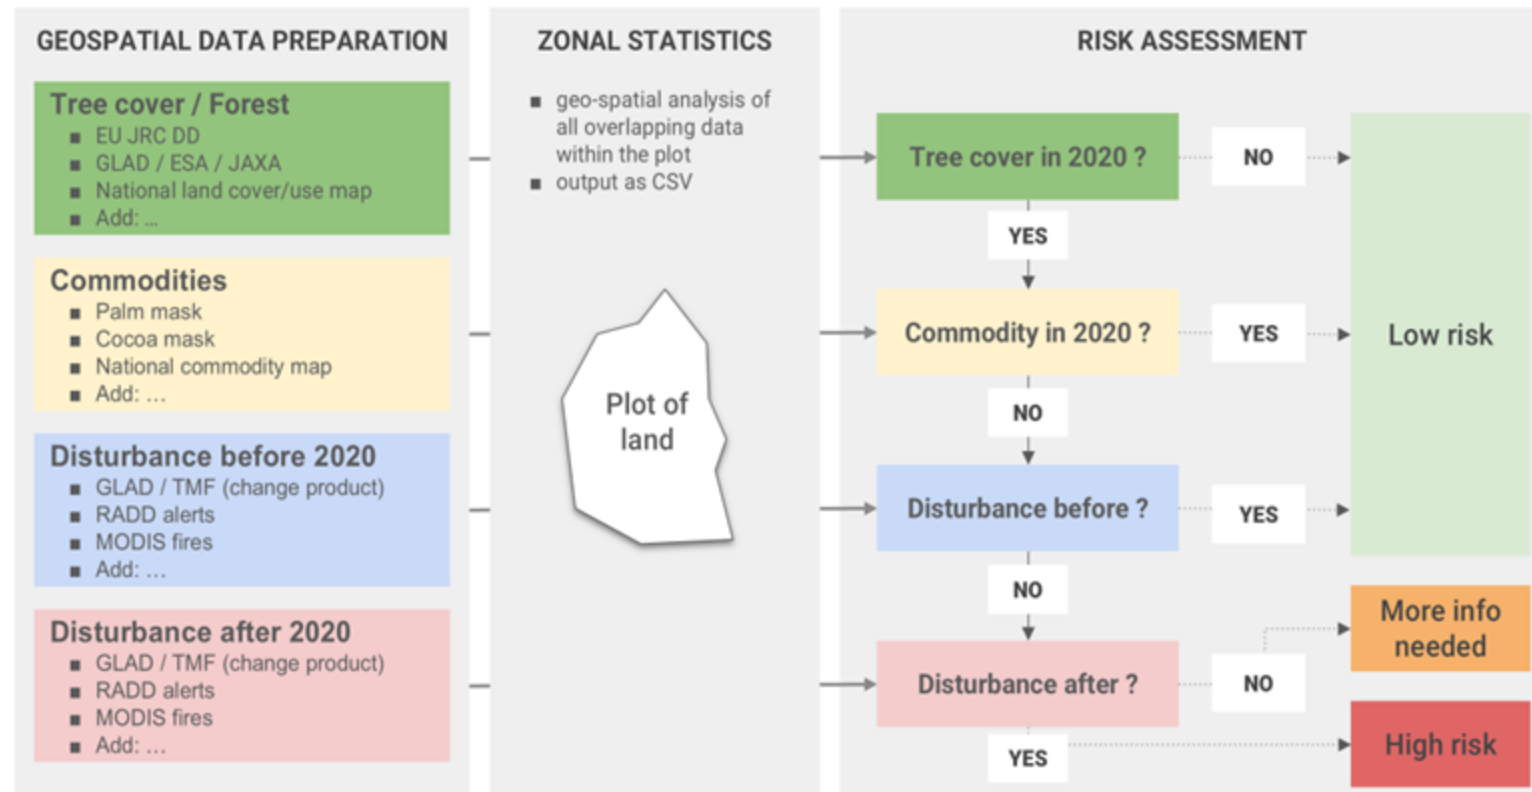 GEOSPATIAL DATA PREPARATION
Tree cover / Forest
▪ EU JRC DD
▪ GLAD / ESA / JAXA
▪ National land cover/use map
▪ Add: ...
Commodities
▪ Palm mask
▪ Cocoa mask
▪ National commodity map
▪ Add: ...
Disturbance before 2020
▪ GLAD / TMF (change product)
▪ RADD alerts
▪ MODIS fires
▪ Add: ...
Disturbance after 2020
▪ GLAD / TMF (change product)
▪ RADD alerts
▪ MODIS fires
▪ Add: ...
ZONAL STATISTICS
▪ geo-spatial analysis of
all overlapping data
within the plot
▪ output as CSV
Plot of
land
RISK ASSESSMENT
Tree cover in 2020 ?
NO
YES
Commodity in 2020 ?
YES
Low risk
NO
Disturbance before ?
YES
NO
More info
needed
Disturbance after ?
NO
YES
High risk